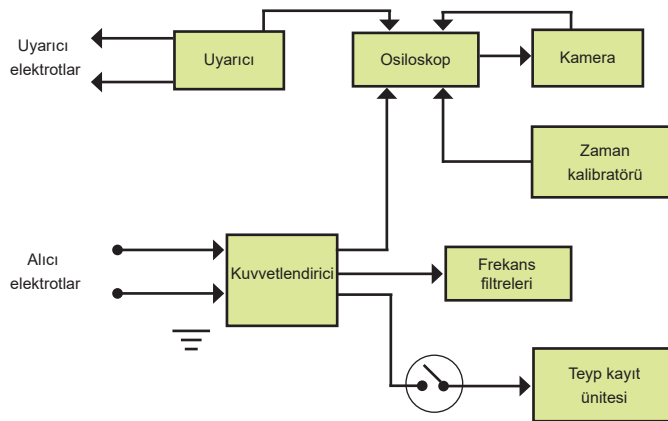 Uyarıcı
elektrotlar
Uyarıcı
Osiloskop
Kamera
Zaman
kalibratörü
Alıcı
elektrotlar
Kuvvetlendirici
Frekans
filtreleri
Teyp kayıt
ünitesi